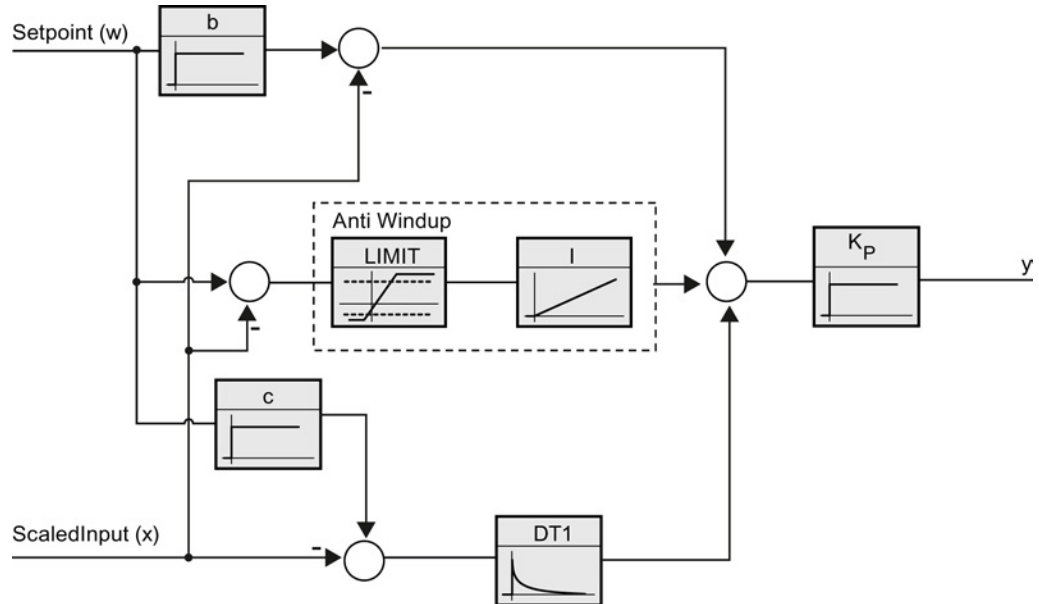 Setpoint (w)
b
-
Anti Windup
LIMIT
I
K_P
y
-
c
ScaledInput (x)
-
DT1